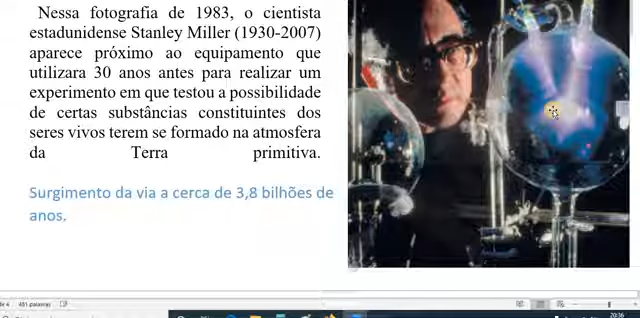 Nessa fotografia de 1983, o cientista
estadunidense Stanley Miller (1930-2007)
aparece próximo ao equipamento que
utilizara 30 anos antes para realizar um
experimento em que testou a possibilidade
de certas substâncias constituintes dos
seres vivos terem se formado na atmosfera
da Terra primitiva.
Surgimento da via a cerca de 3,8 bilhões de
anos.
de 4 481 palavras
20:36